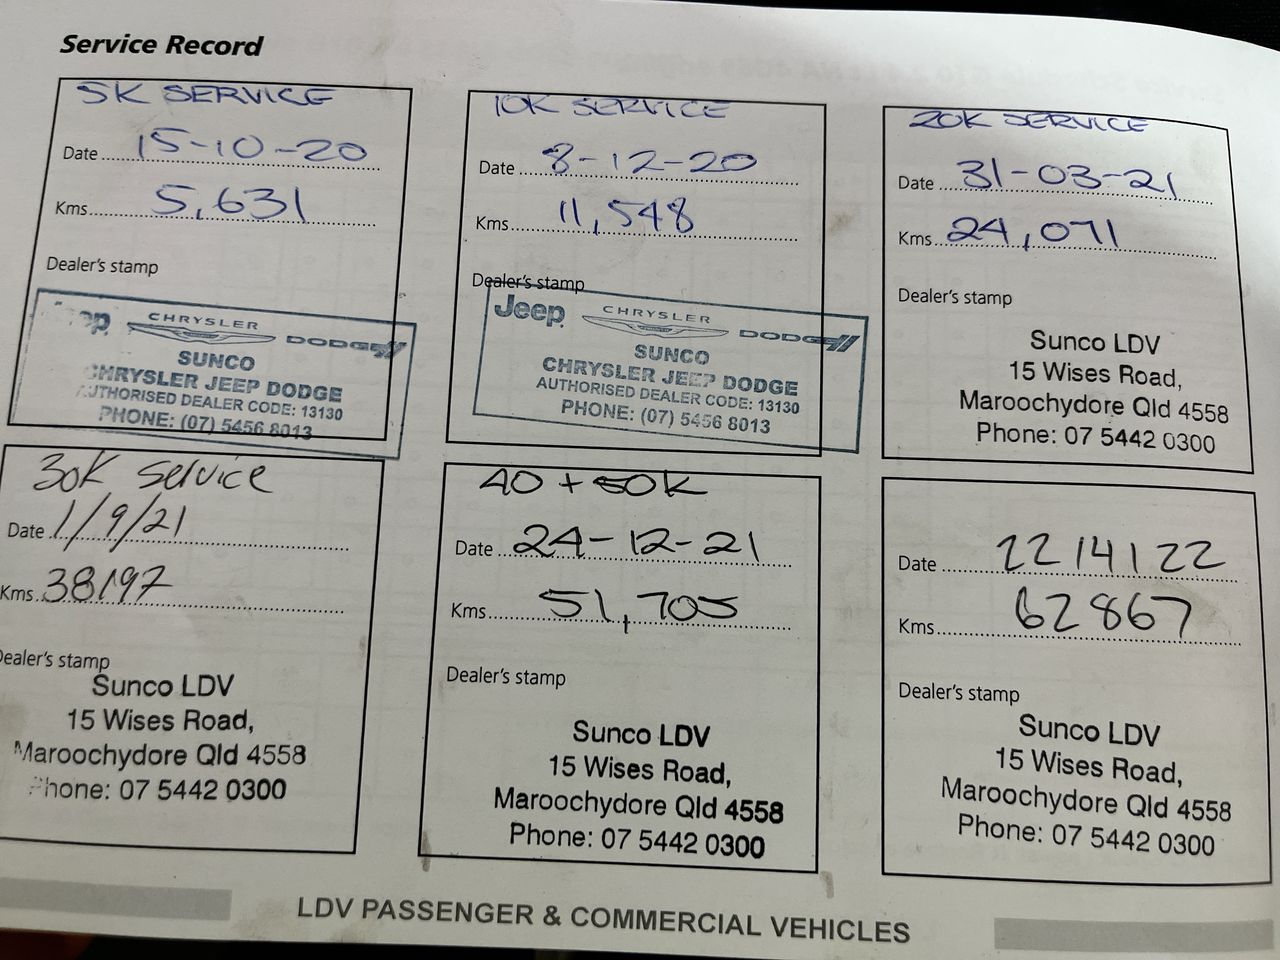 Service Record
5K SERVICE
Date 15-10-20
Kms 5,631
Dealer's stamp
CHRYSLER
DODGE
SUNCO
CHRYSLER JEEP DODGE
AUTHORISED DEALER CODE: 13130
PHONE: (07) 5456 8013
10K SERVICE
Date 8-12-20
Kms 11,548
Dealer's stamp
Jeep CHRYSLER DODGE
SUNCO
CHRYSLER JEEP DODGE
AUTHORISED DEALER CODE: 13130
PHONE: (07) 5456 8013
20K SERVICE
Date 31-03-21
Kms 24,071
Dealer's stamp
Sunco LDV
15 Wises Road,
Maroochydore Qld 4558
Phone: 07 5442 0300
30K Service
Date 1/9/21
Kms 38197
Dealer's stamp
Sunco LDV
15 Wises Road,
Maroochydore Qld 4558
Phone: 07 5442 0300
40 + 50K
Date 24-12-21
Kms 51,705
Dealer's stamp
Sunco LDV
15 Wises Road,
Maroochydore Qld 4558
Phone: 07 5442 0300
Date 22/4/22
Kms 62867
Dealer's stamp
Sunco LDV
15 Wises Road,
Maroochydore Qld 4558
Phone: 07 5442 0300
LDV PASSENGER & COMMERCIAL VEHICLES